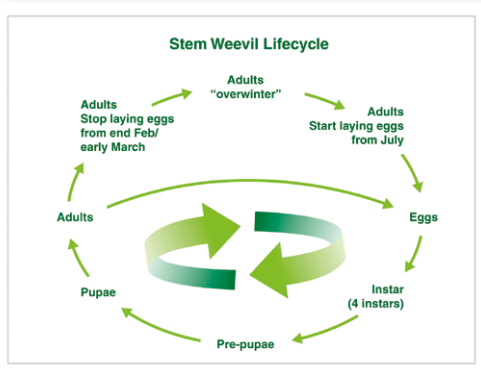 Stem Weevil Lifecycle
Adults
“overwinter”
Adults
Stop laying eggs
from end Feb/
early March
Adults
Start laying eggs
from July
Adults
Eggs
Pupae
Instar
(4 instars)
Pre-pupae